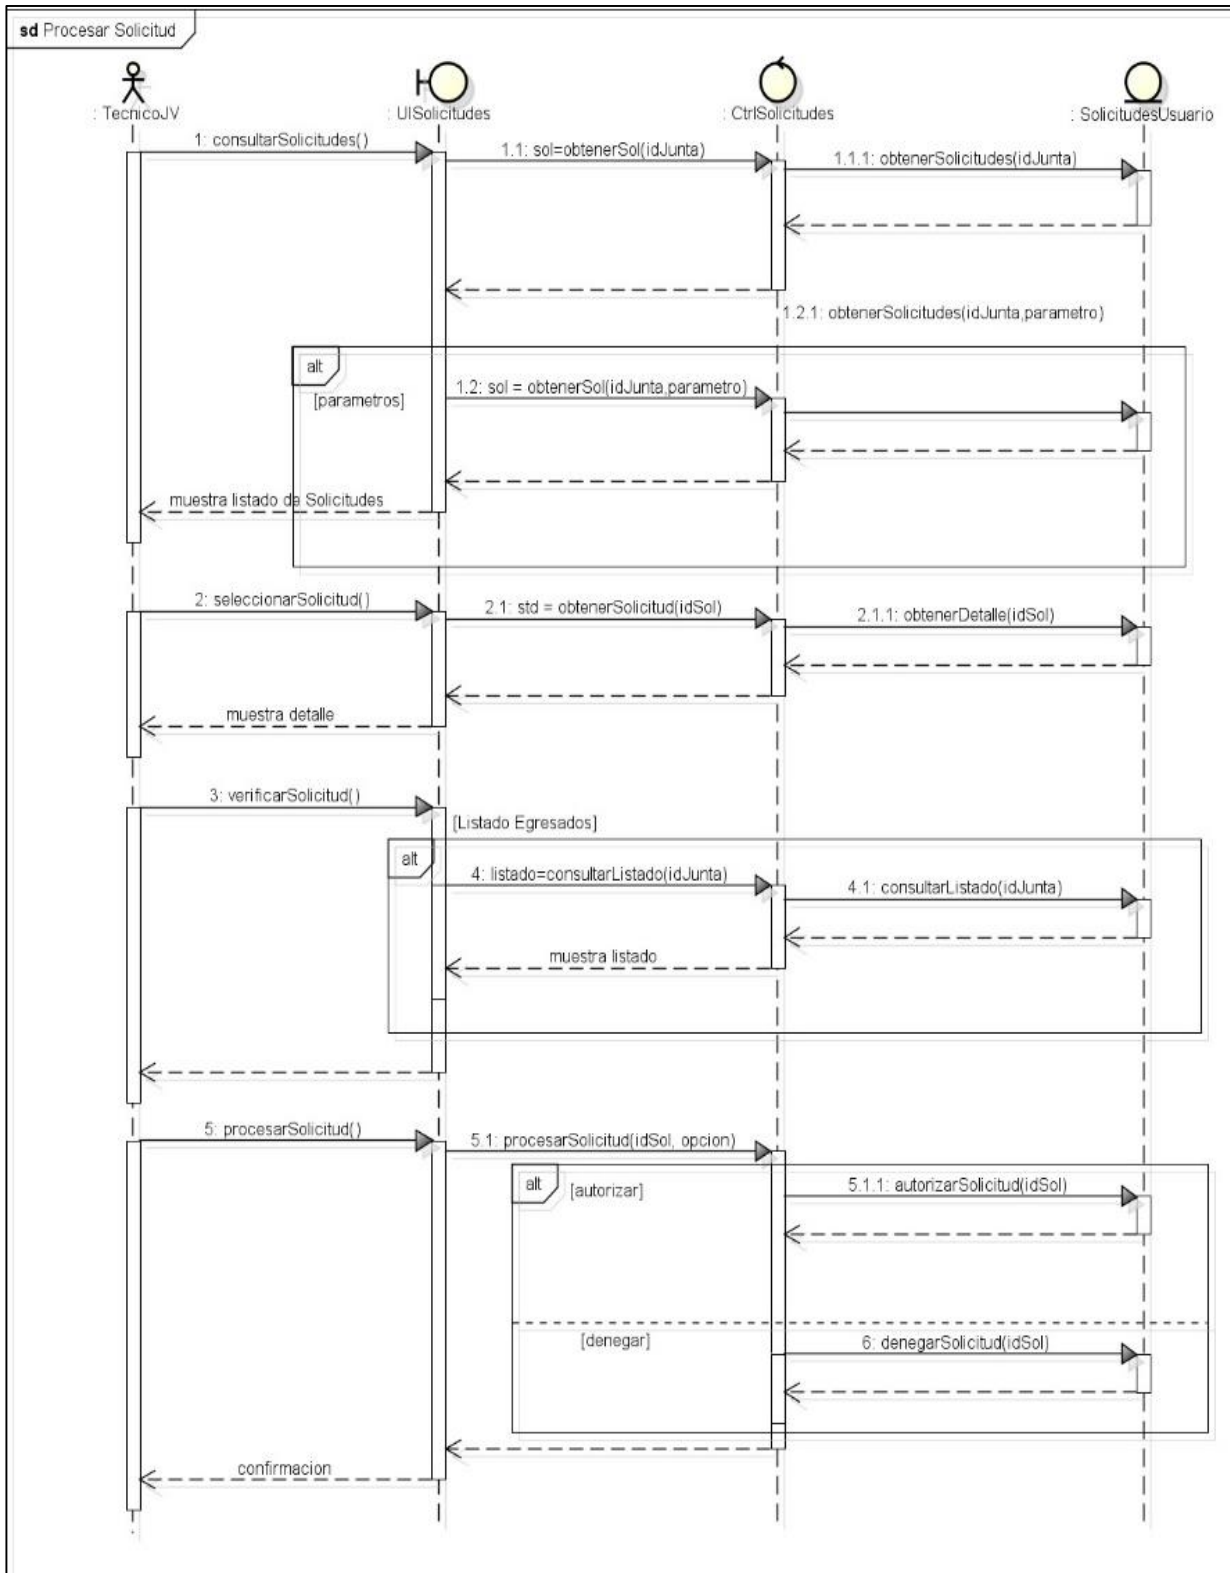 sd Procesar Solicitud
: TecnicoJV
: UISolicitudes
: CtrlSolicitudes
: SolicitudesUsuario
1: consultarSolicitudes()
1.1: sol=obtenerSol(idJunta)
1.1.1: obtenerSolicitudes(idJunta)
1.2.1: obtenerSolicitudes(idJunta,parametro)
alt
[parametros]
1.2: sol = obtenerSol(idJunta,parametro)
muestra listado de Solicitudes
2: seleccionarSolicitud()
2.1: std = obtenerSolicitud(idSol)
2.1.1: obtenerDetalle(idSol)
muestra detalle
3: verificarSolicitud()
[Listado Egresados]
alt
4: listado=consultarListado(idJunta)
4.1: consultarListado(idJunta)
muestra listado
5: procesarSolicitud()
5.1: procesarSolicitud(idSol, opcion)
alt
[autorizar]
5.1.1: autorizarSolicitud(idSol)
[denegar]
6: denegarSolicitud(idSol)
confirmacion